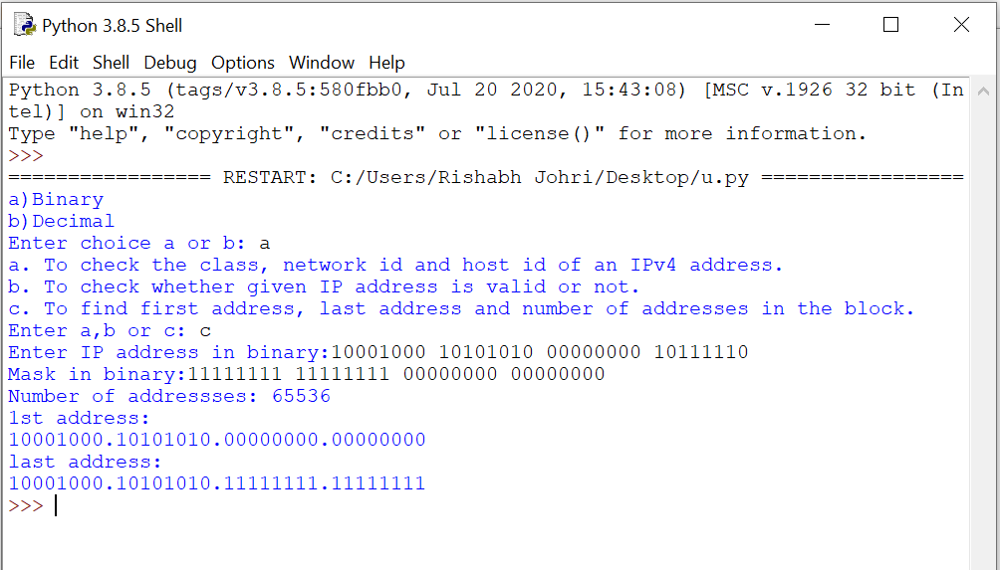 Python 3.8.5 Shell
File Edit Shell Debug Options Window Help
Python 3.8.5 (tags/v3.8.5:580fbb0, Jul 20 2020, 15:43:08) [MSC v.1926 32 bit (In
tel)] on win32
Type "help", "copyright", "credits" or "license()" for more information.
>>>
================= RESTART: C:/Users/Rishabh Johri/Desktop/u.py =================
a)Binary
b)Decimal
Enter choice a or b: a
a. To check the class, network id and host id of an IPv4 address.
b. To check whether given IP address is valid or not.
c. To find first address, last address and number of addresses in the block.
Enter a,b or c: c
Enter IP address in binary:10001000 10101010 00000000 10111110
Mask in binary:11111111 11111111 00000000 00000000
Number of addressses: 65536
1st address:
10001000.10101010.00000000.00000000
last address:
10001000.10101010.11111111.11111111
>>>